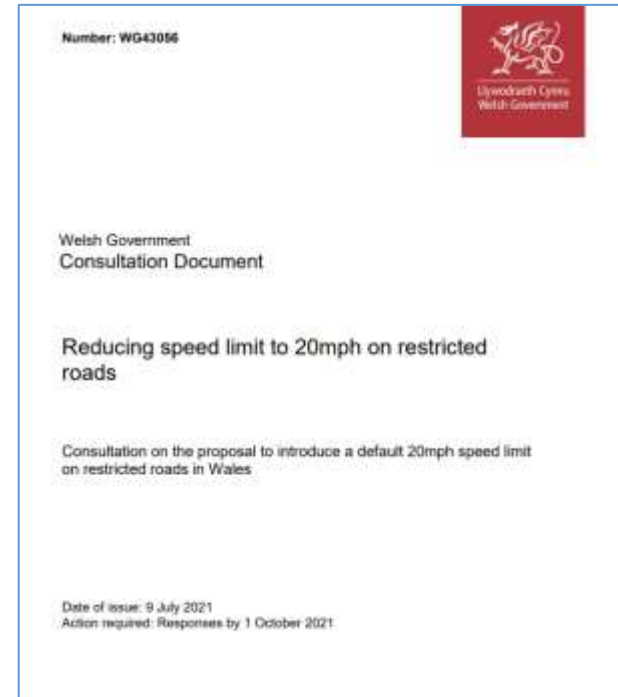 Number: WG43056
Llywodraeth Cymru
Welsh Government
Welsh Government
Consultation Document
Reducing speed limit to 20mph on restricted
roads
Consultation on the proposal to introduce a default 20mph speed limit
on restricted roads in Wales
Date of issue: 9 July 2021
Action required: Responses by 1 October 2021